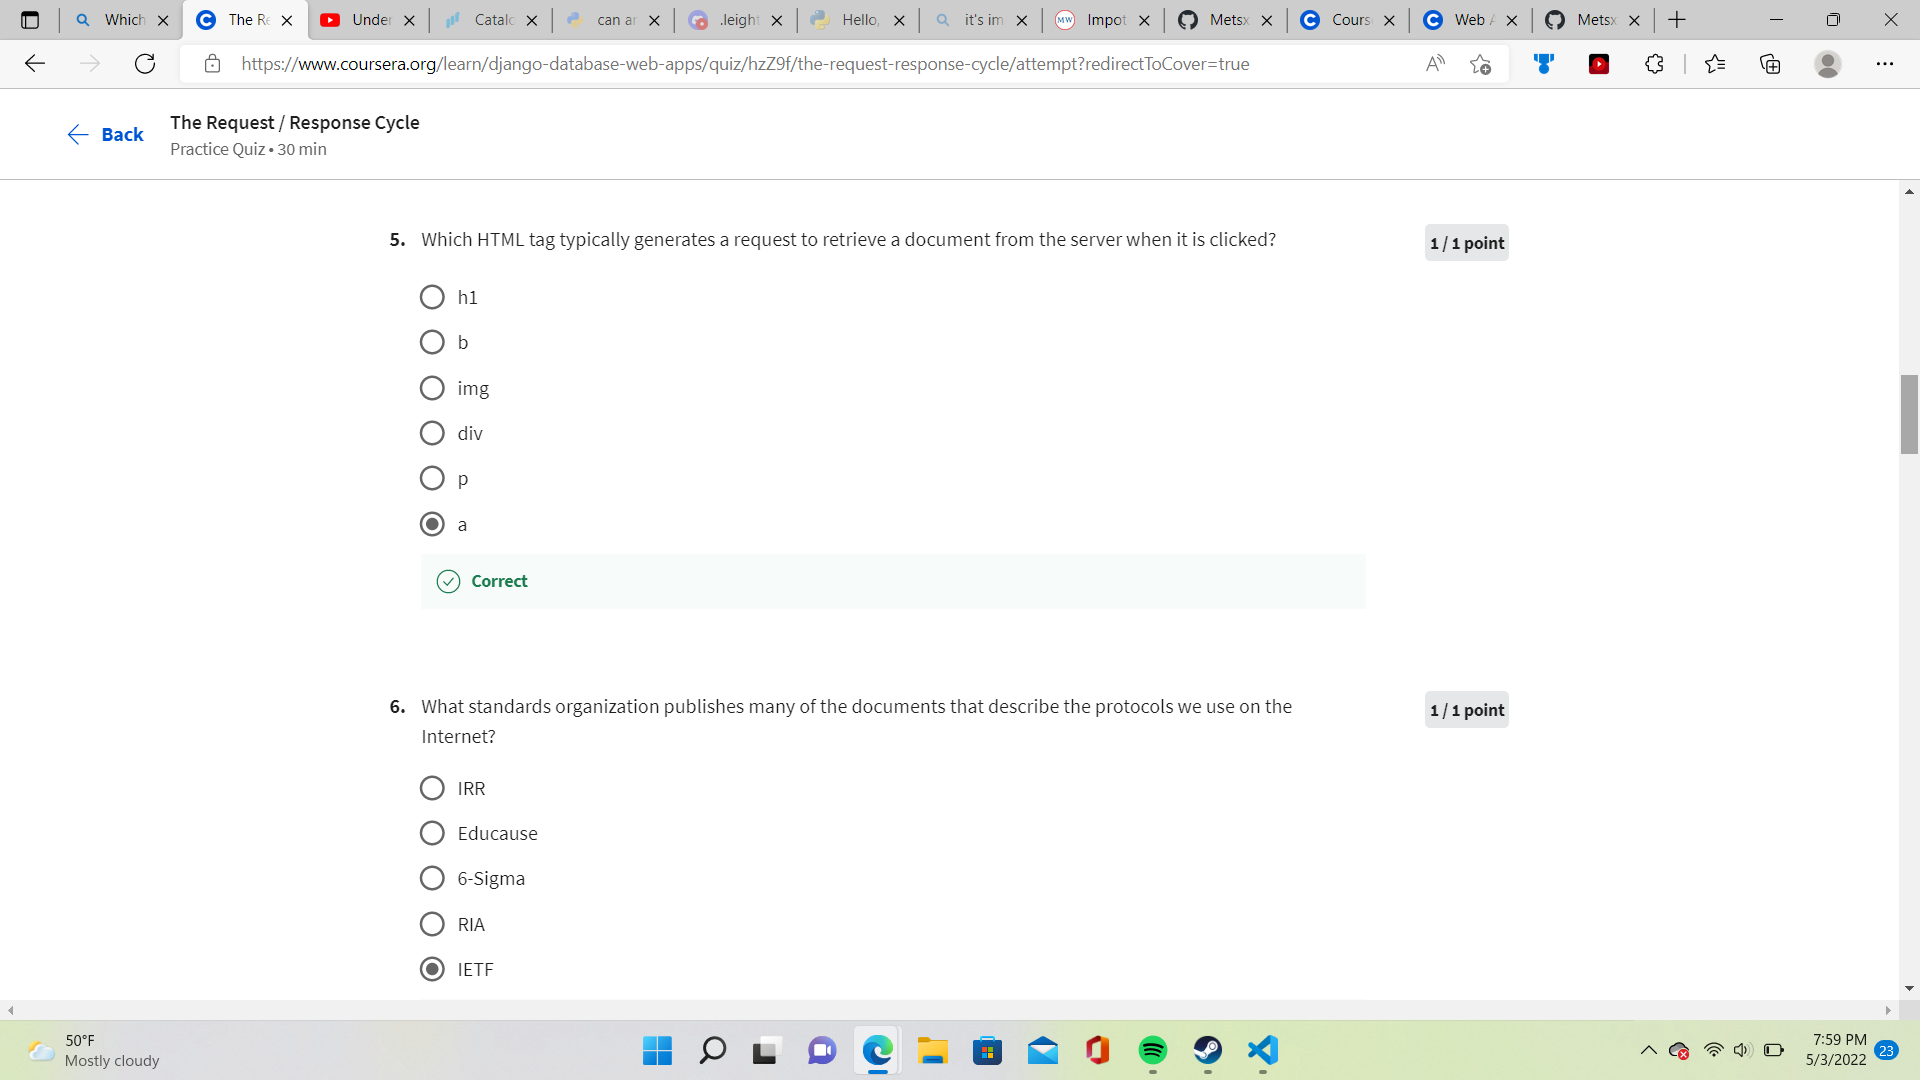 Which
The Re
Under
Catalo
can ar
.leight
Hello,
it's im
MW
Impot
Metsx
Cours
Web A
Metsx
https://www.coursera.org/learn/django-database-web-apps/quiz/hzZ9f/the-request-response-cycle/attempt?redirectToCover=true
Back
The Request / Response Cycle
Practice Quiz • 30 min
5. Which HTML tag typically generates a request to retrieve a document from the server when it is clicked?
1 / 1 point
h1
b
img
div
p
a
Correct
6. What standards organization publishes many of the documents that describe the protocols we use on the
Internet?
1 / 1 point
IRR
Educause
6-Sigma
RIA
IETF
50°F
Mostly cloudy
7:59 PM
5/3/2022
23